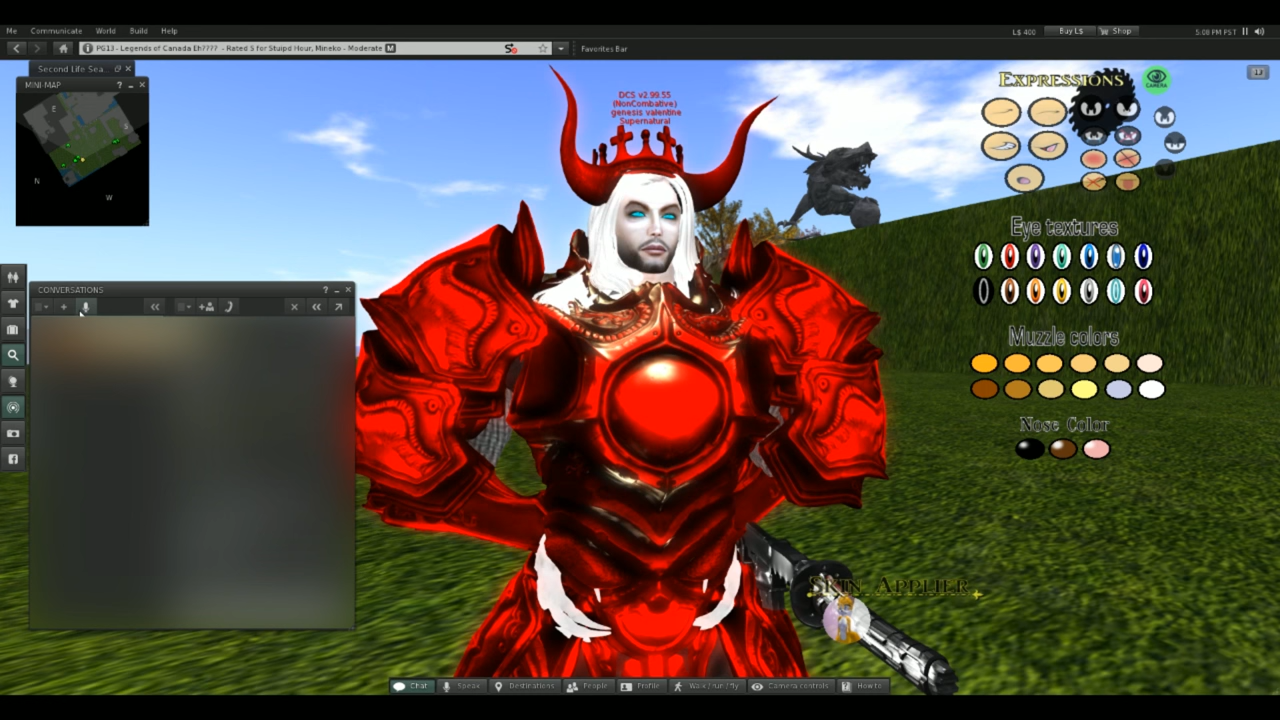 Me Communicate World Build Help
L$ 400 Buy L$ Shop 5:08 PM PST
PG13 - Legends of Canada Eh???? - Rated S for Stuipd Hour, Mineko - Moderate M
Favorites Bar
Second Life Sea...
MINI-MAP
E
S
N
W
DCS v2.99.55
(NonCombative)
genesis valentine
Supernatural
Expressions
CAMERA
Eye textures
Muzzle colors
Nose Color
CONVERSATIONS
Skin Applier
Chat Speak Destinations People Profile Walk / run / fly Camera controls How to